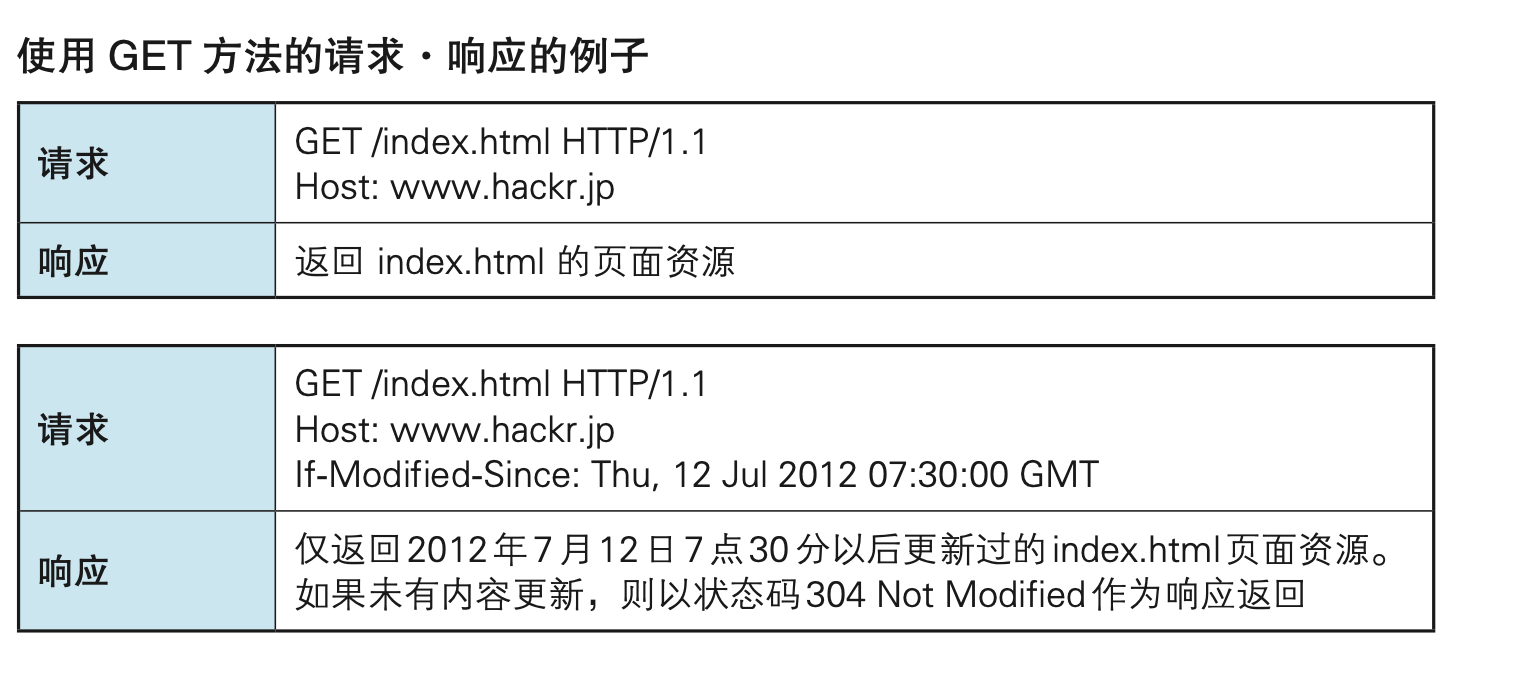 使用 GET 方法的请求・响应的例子
请求
GET /index.html HTTP/1.1
Host: www.hackr.jp
响应
返回 index.html 的页面资源
请求
GET /index.html HTTP/1.1
Host: www.hackr.jp
If-Modified-Since: Thu, 12 Jul 2012 07:30:00 GMT
响应
仅返回2012年7月12日7点30分以后更新过的index.html页面资源。
如果未有内容更新，则以状态码304 Not Modified作为响应返回